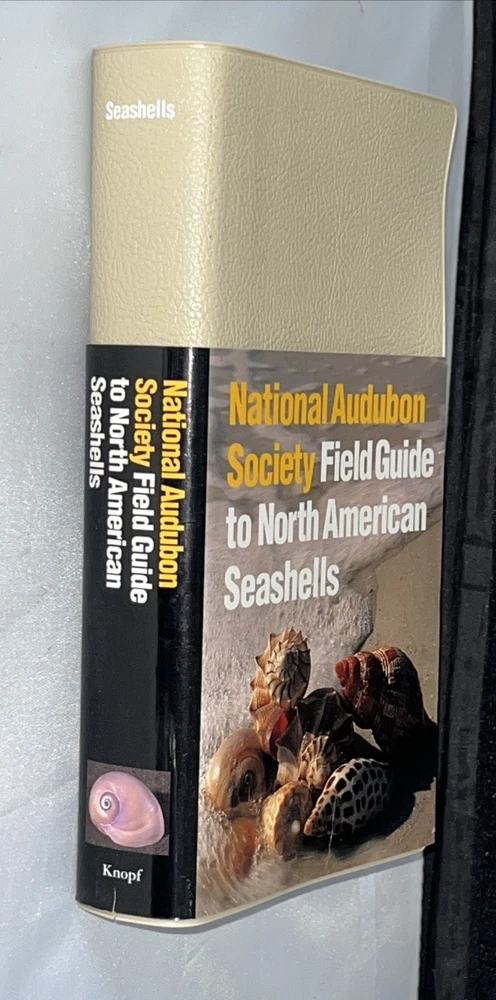 Seashells
National Audubon
Society Field Guide
to North American
Seashells
Knopf
National Audubon
Society Field Guide
to North American
Seashells